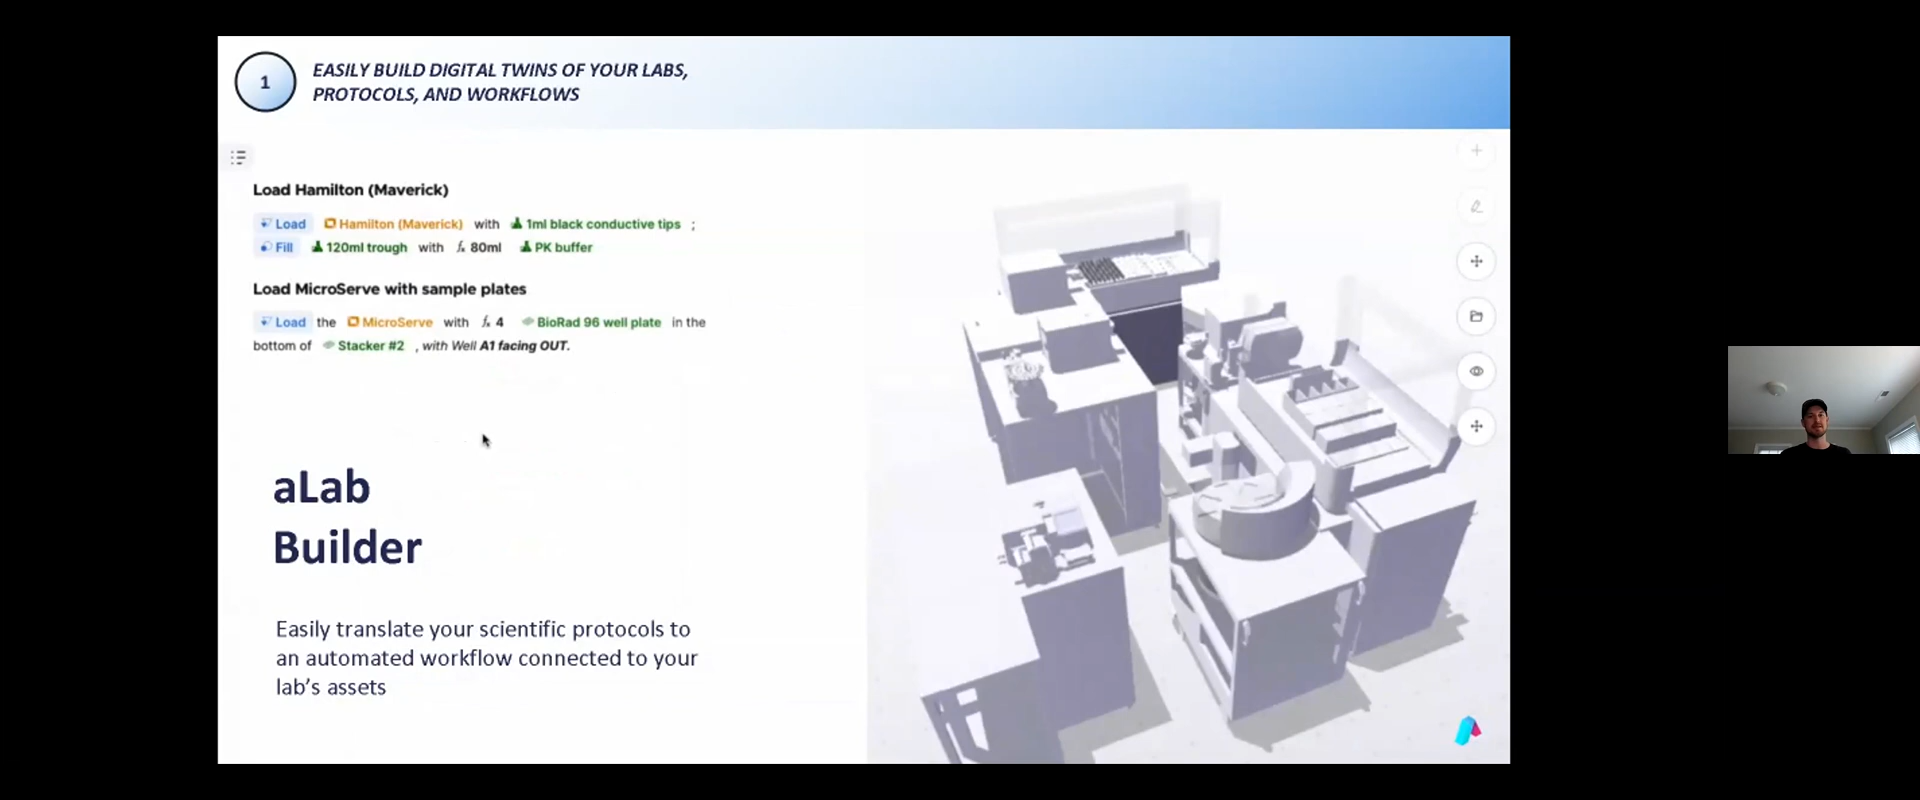 1
EASILY BUILD DIGITAL TWINS OF YOUR LABS,
PROTOCOLS, AND WORKFLOWS
Load Hamilton (Maverick)
Load Hamilton (Maverick) with 1ml black conductive tips ;
Fill 120ml trough with fx 80ml PK buffer
Load MicroServe with sample plates
Load the MicroServe with fx 4 BioRad 96 well plate in the
bottom of Stacker #2 , with Well A1 facing OUT.
aLab
Builder
Easily translate your scientific protocols to
an automated workflow connected to your
lab's assets